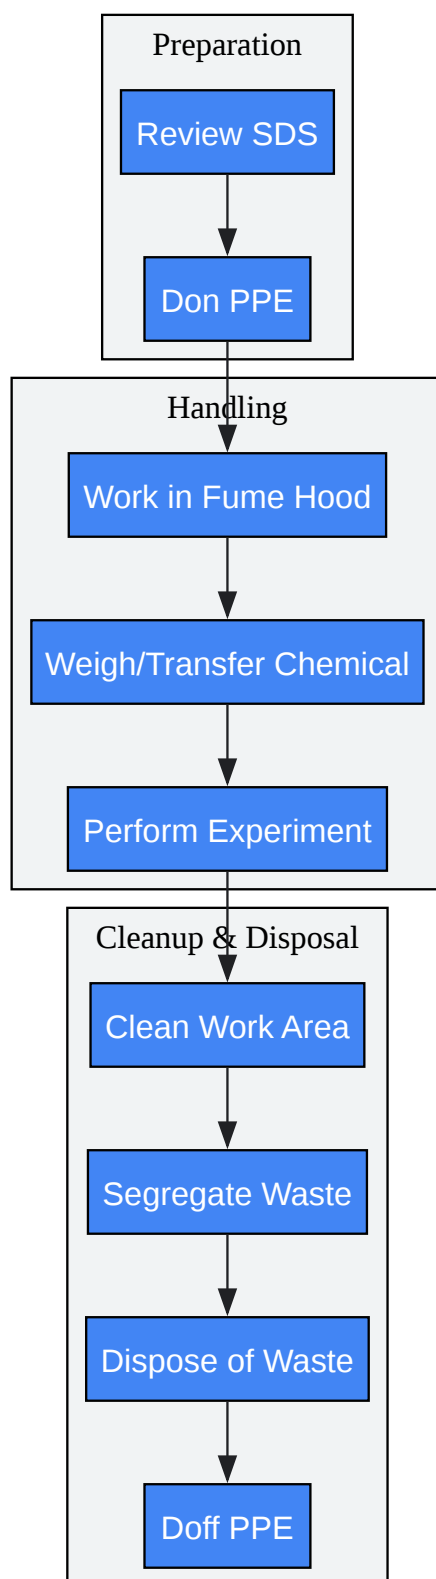 Preparation
Review SDS
Don PPE
Handling
Work in Fume Hood
Weigh/Transfer Chemical
Perform Experiment
Cleanup & Disposal
Clean Work Area
Segregate Waste
Dispose of Waste
Doff PPE